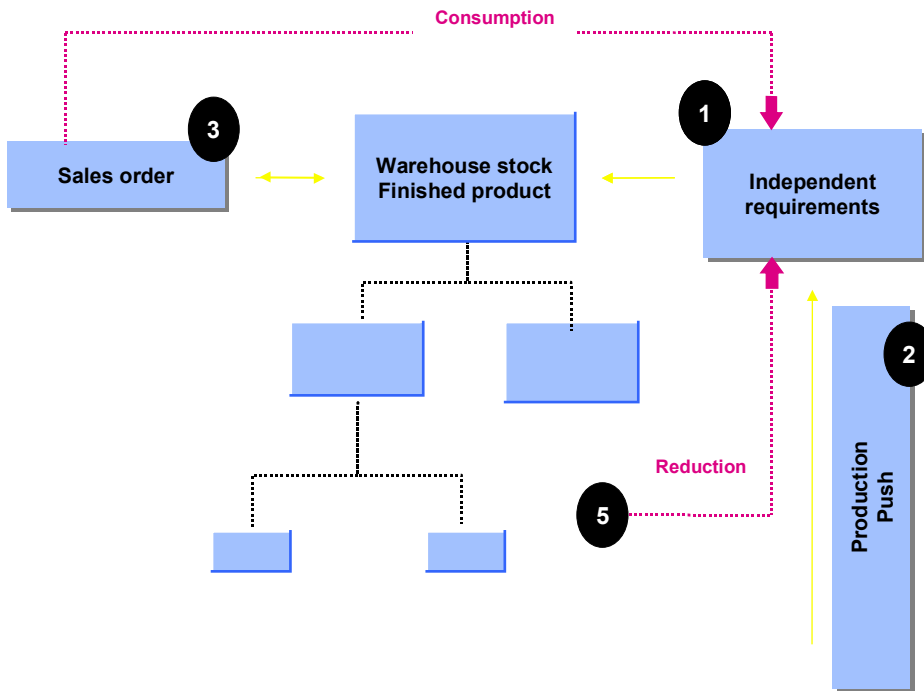 Consumption
3
1
Sales order
Warehouse stock
Finished product
Independent
requirements
2
Reduction
5
Production
Push